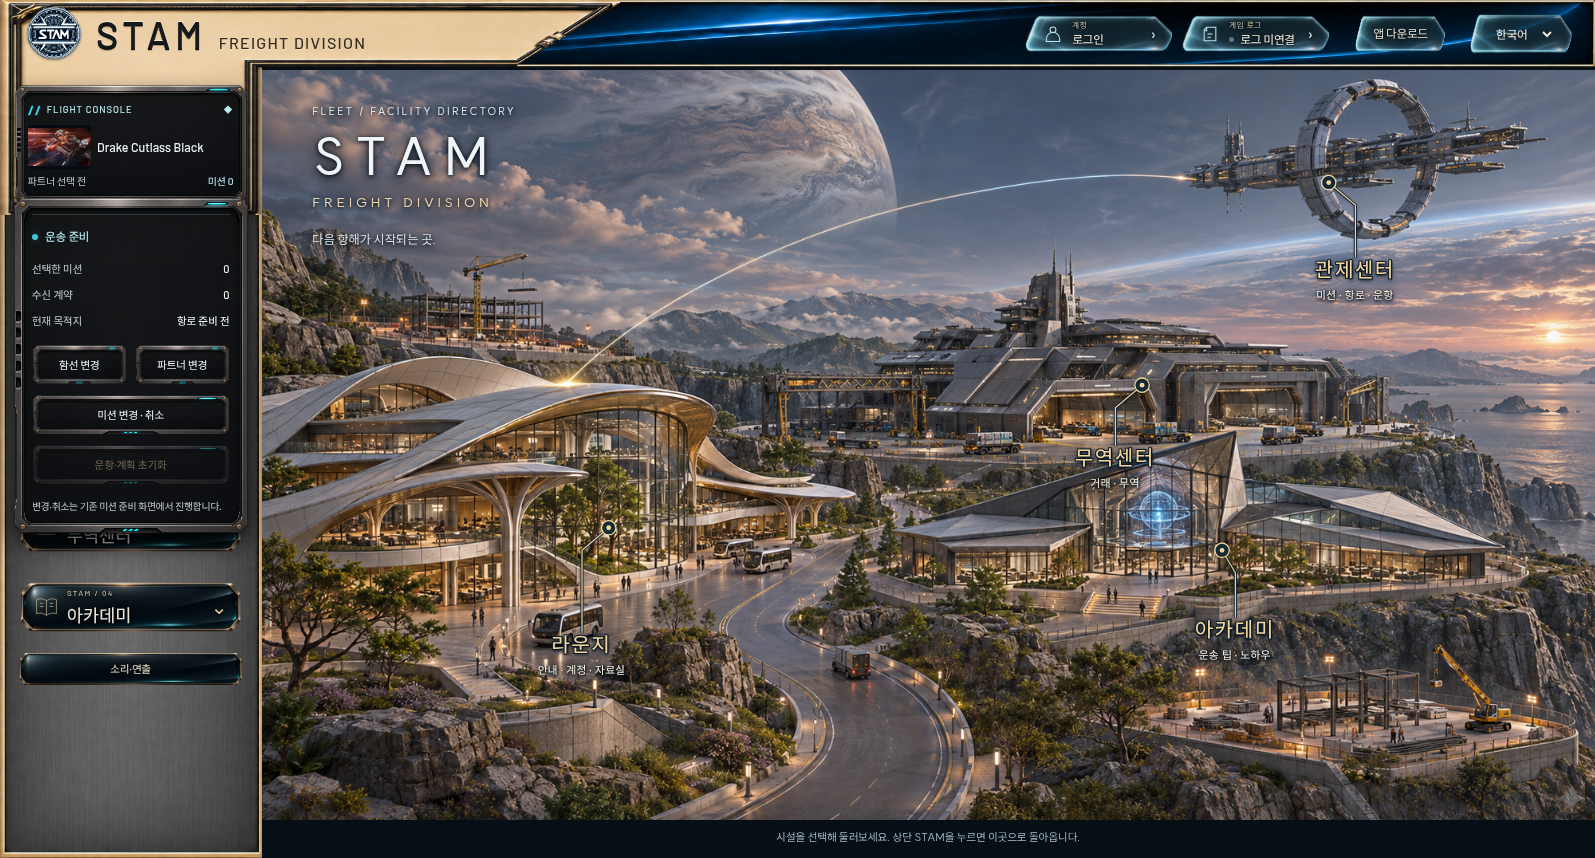 STAM
STAM FREIGHT DIVISION
계정
로그인
게임 로그
로그 미연결
앱 다운로드
한국어
// FLIGHT CONSOLE
Drake Cutlass Black
파트너 선택 전 미션 0
운송 준비
선택한 미션 0
수신 계약 0
현재 목적지 항로 준비 전
함선 변경 파트너 변경
미션 변경 · 취소
운항·계획 초기화
변경·취소는 기존 미션 준비 화면에서 진행합니다.
무역센터
STAM / 04
아카데미
소리·연출
FLEET / FACILITY DIRECTORY
STAM
FREIGHT DIVISION
다음 항해가 시작되는 곳.
관제센터
미션 · 항로 · 운항
무역센터
거래 · 무역
라운지
안내 · 계정 · 자료실
아카데미
운송 팁 · 노하우
시설을 선택해 둘러보세요. 상단 STAM을 누르면 이곳으로 돌아옵니다.